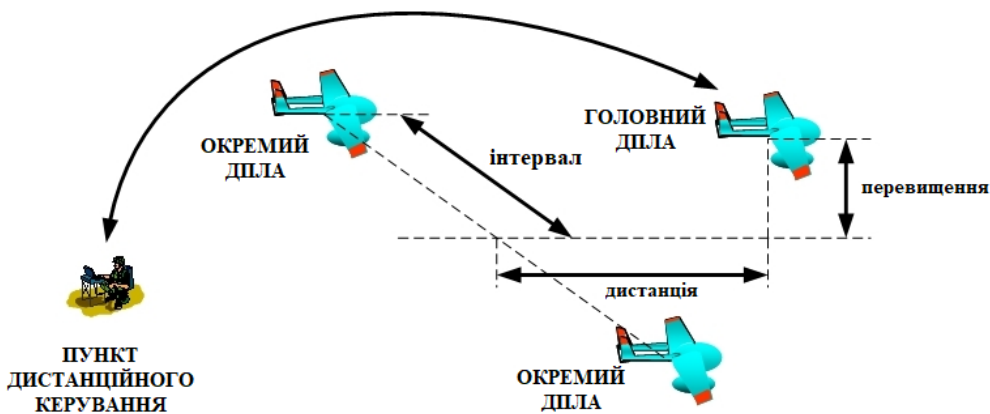 ОКРЕМИЙ
ДПЛА
ГОЛОВНИЙ
ДПЛА
інтервал
перевищення
дистанція
ПУНКТ
ДИСТАНЦІЙНОГО
КЕРУВАННЯ
ОКРЕМИЙ
ДПЛА